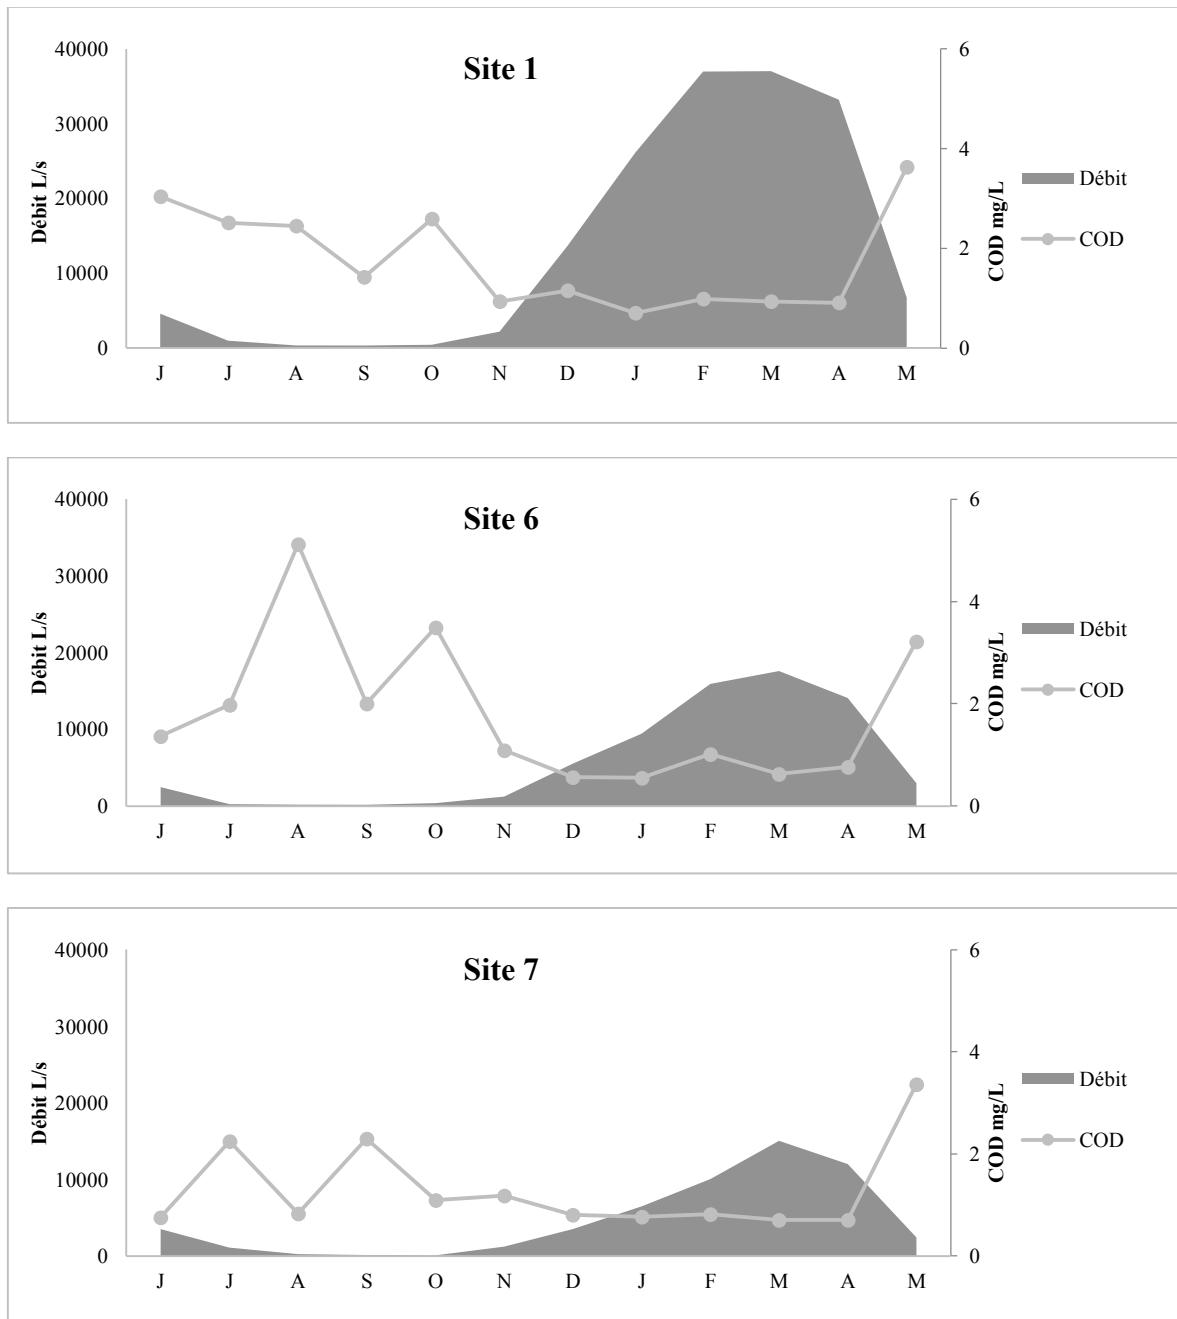 Site 1
40000
30000
20000
10000
0
Débit L/s
6
4
2
0
COD mg/L
Débit
COD
J J A S O N D J F M A M
Site 6
40000
30000
20000
10000
0
Débit L/s
6
4
2
0
COD mg/L
Débit
COD
J J A S O N D J F M A M
Site 7
40000
30000
20000
10000
0
Débit L/s
6
4
2
0
COD mg/L
Débit
COD
J J A S O N D J F M A M